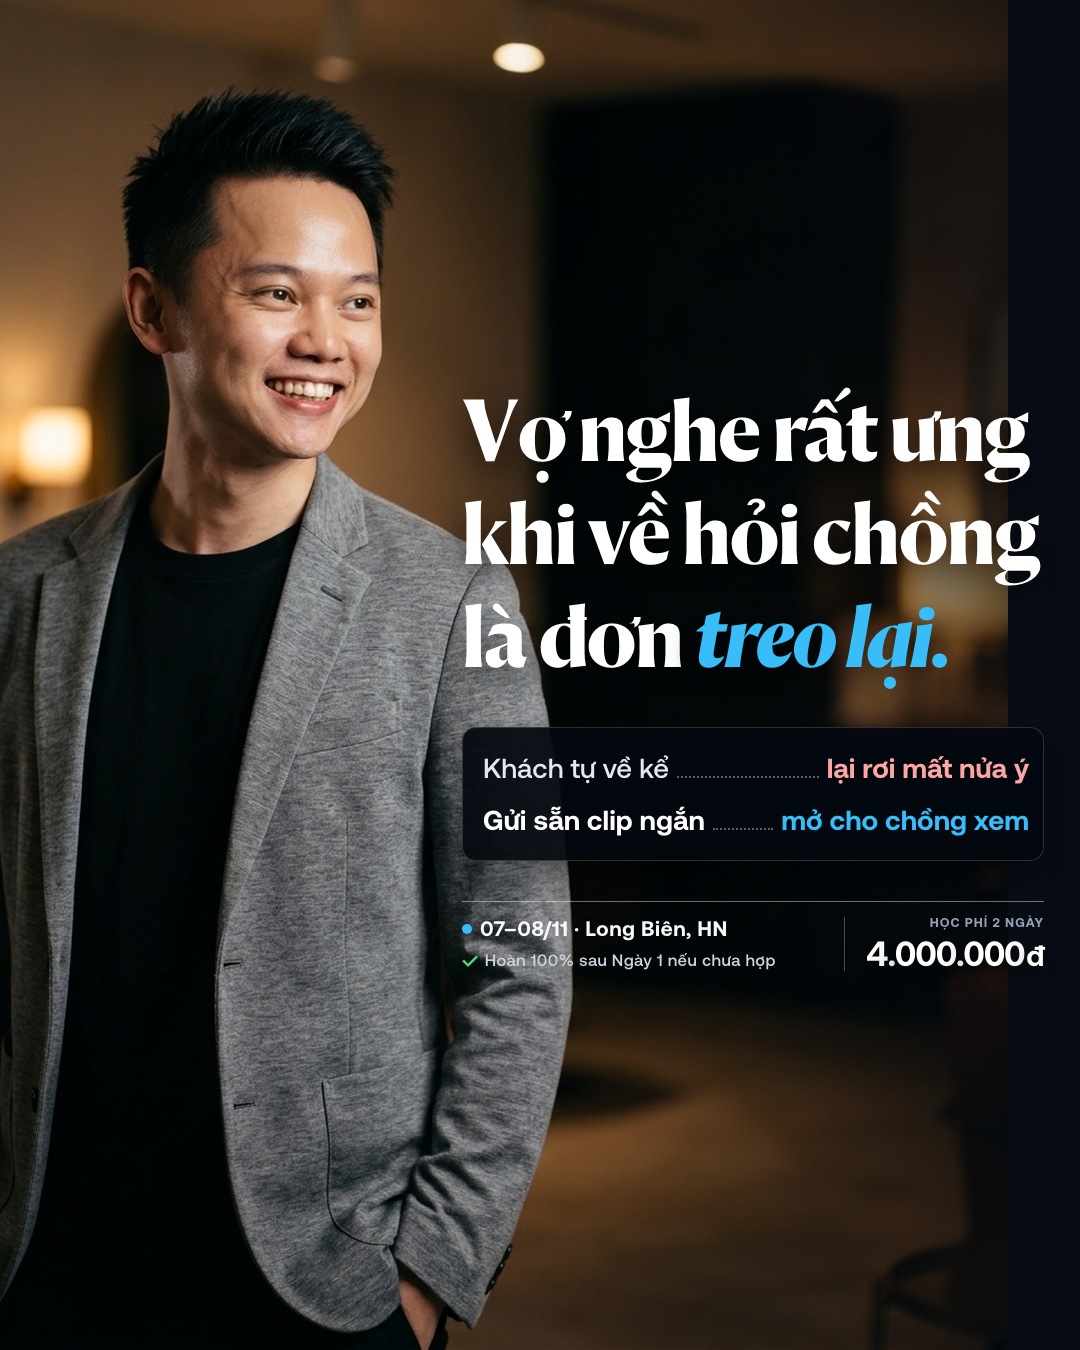 Vợ nghe rất ưng
khi về hỏi chồng
là đơn treo lại.
Khách tự về kể lại rơi mất nửa ý
Gửi sẵn clip ngắn mở cho chồng xem
07–08/11 · Long Biên, HN
Hoàn 100% sau Ngày 1 nếu chưa hợp
HỌC PHÍ 2 NGÀY
4.000.000đ